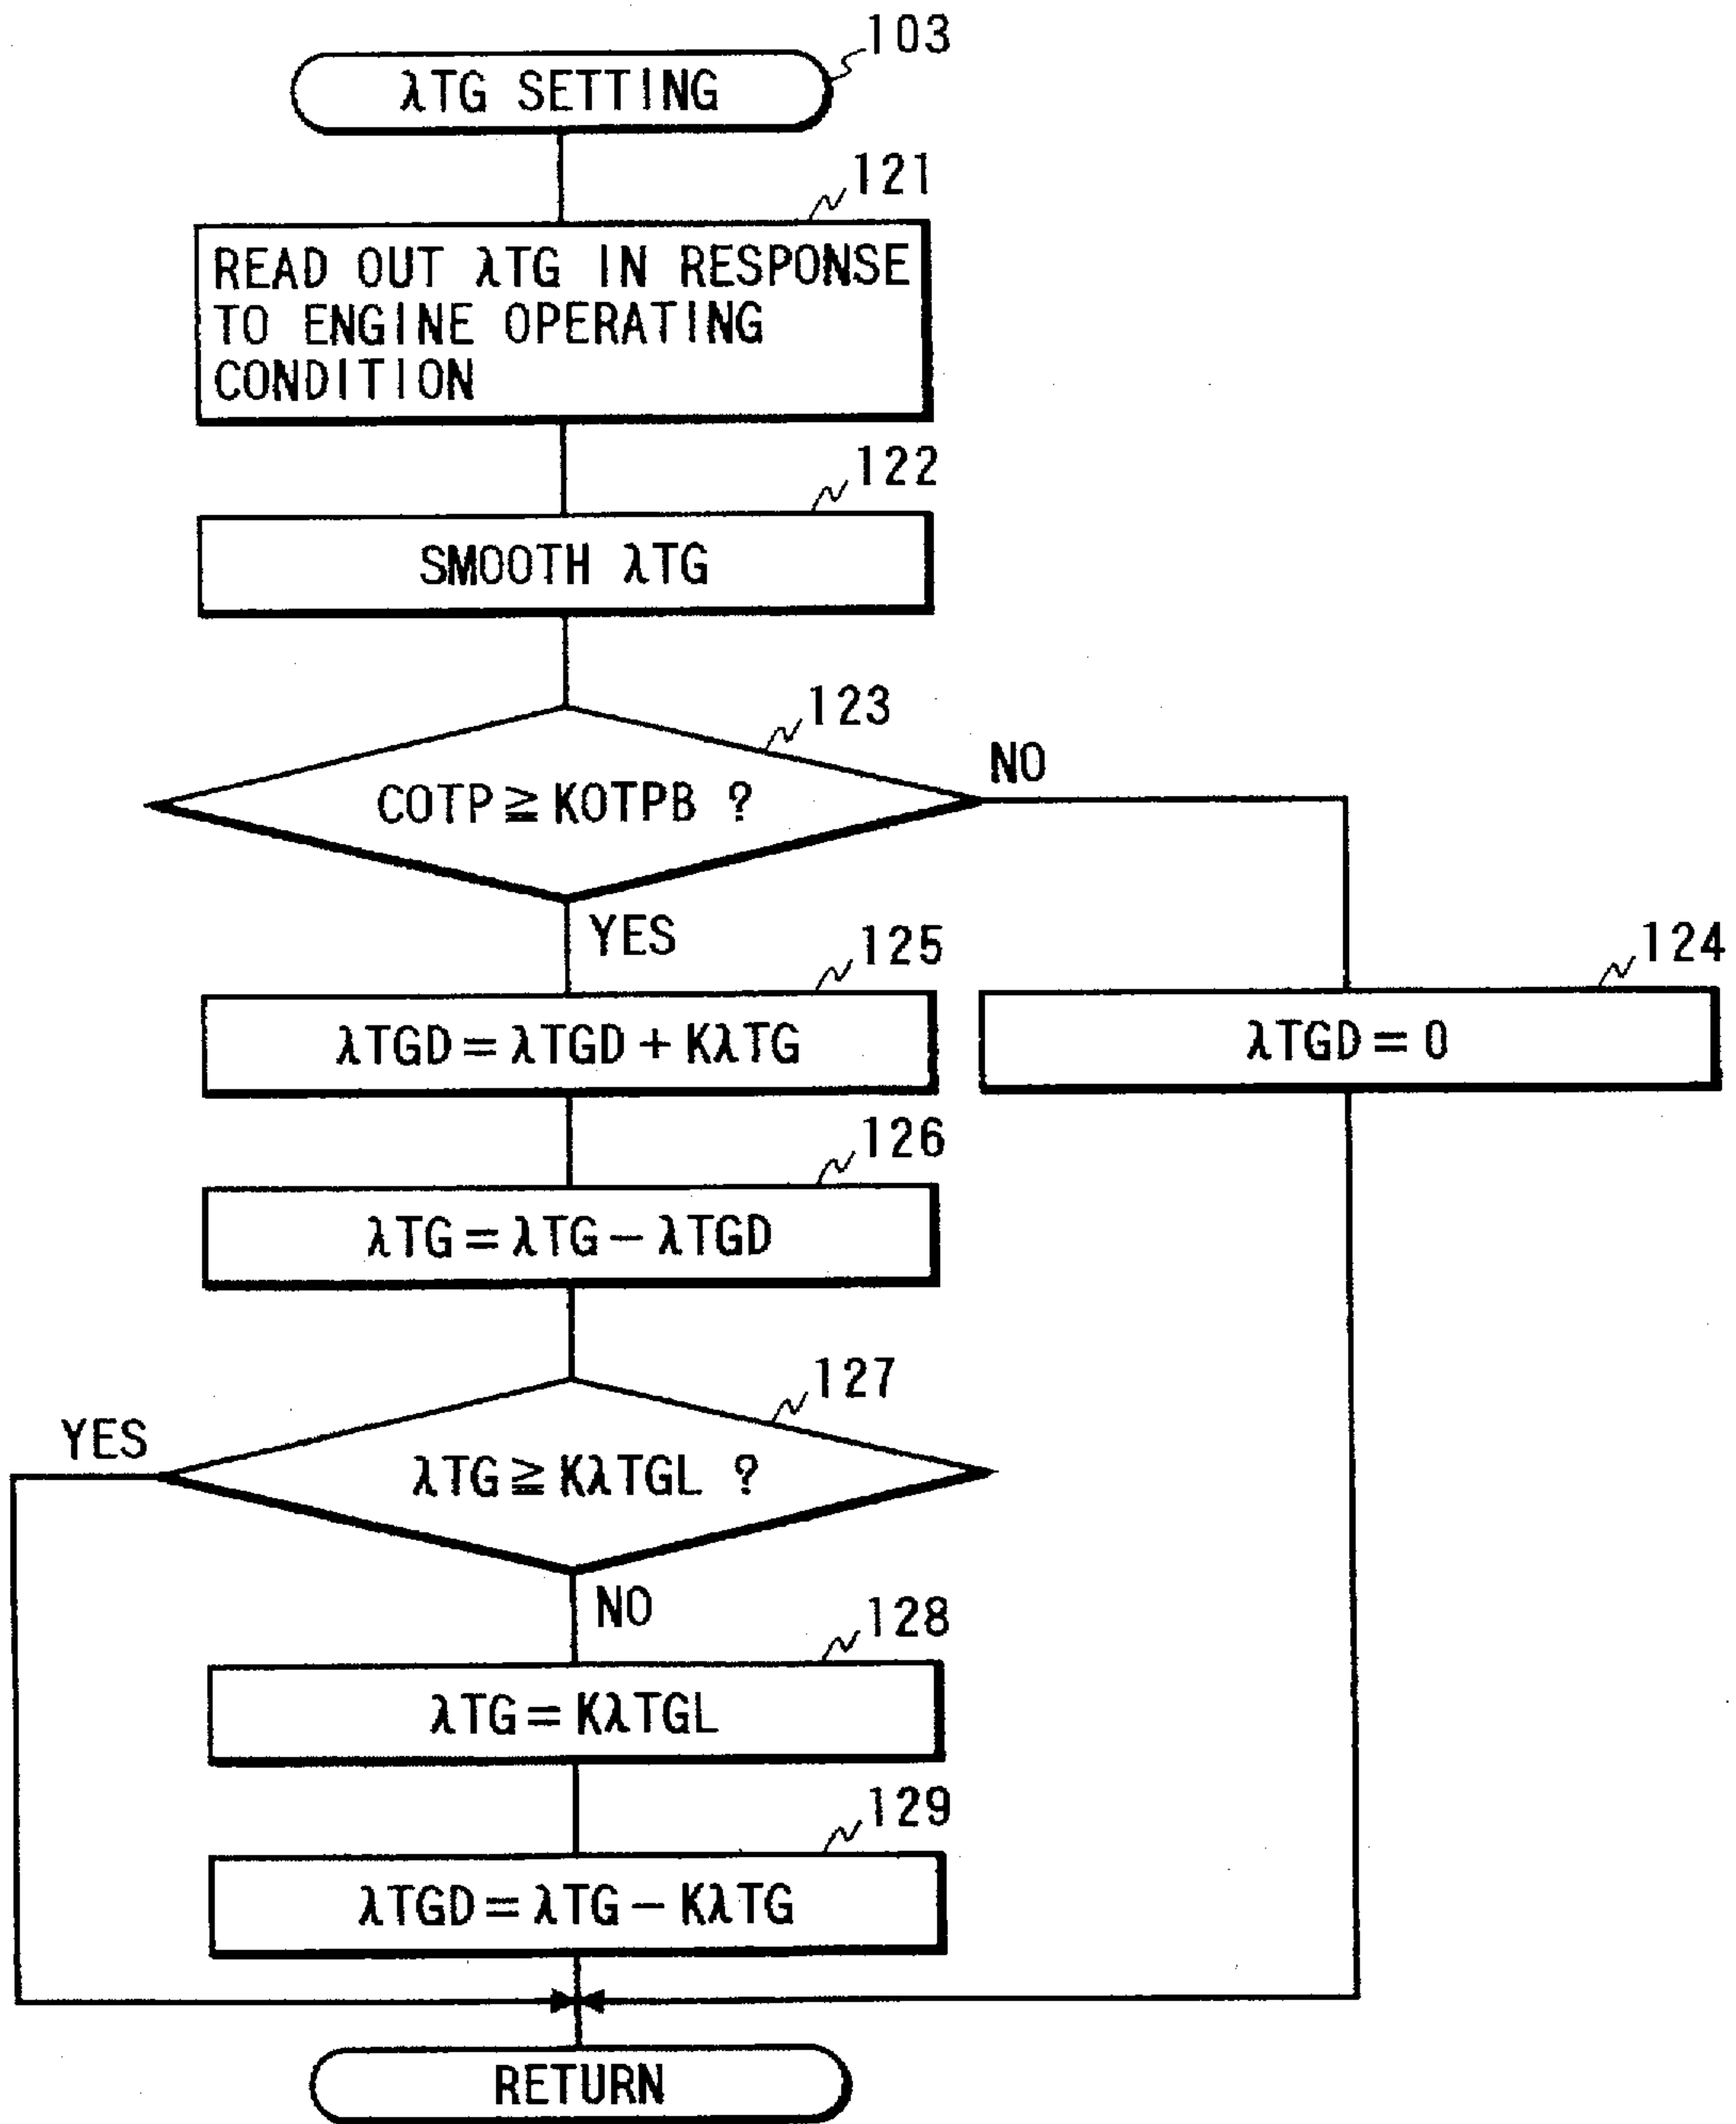 103
λTG SETTING
121
READ OUT λTG IN RESPONSE
TO ENGINE OPERATING
CONDITION
122
SMOOTH λTG
123
COTP ≧ KOTPB ?
NO
YES
125
λTGD = λTGD + KλTG
124
λTGD = 0
126
λTG = λTG − λTGD
127
YES
λTG ≧ KλTGL ?
NO
128
λTG = KλTGL
129
λTGD = λTG − KλTG
RETURN